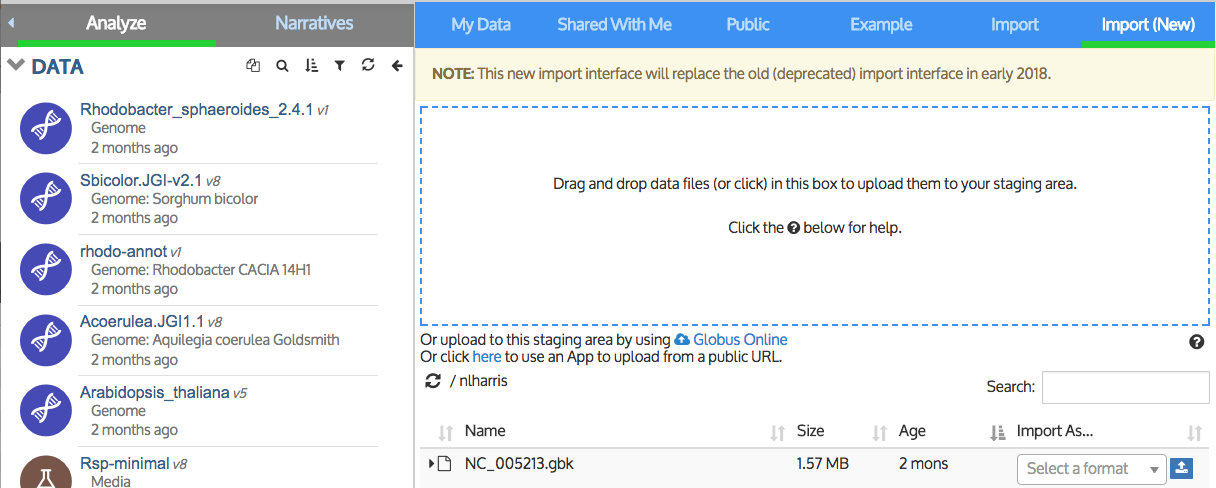 Analyze
Narratives
DATA
Rhodobacter_sphaeroides_2.4.1 v1
Genome
2 months ago
Sbicolor.JGI-v2.1 v8
Genome: Sorghum bicolor
2 months ago
rhodo-annot v1
Genome: Rhodobacter CACIA 14H1
2 months ago
Acoerulea.JGI1.1 v8
Genome: Aquilegia coerulea Goldsmith
2 months ago
Arabidopsis_thaliana v5
Genome
2 months ago
Rsp-minimal v8
Media
My Data
Shared With Me
Public
Example
Import
Import (New)
NOTE: This new import interface will replace the old (deprecated) import interface in early 2018.
Drag and drop data files (or click) in this box to upload them to your staging area.
Click the ? below for help.
Or upload to this staging area by using Globus Online
Or click here to use an App to upload from a public URL.
?
/ nlharris
Search:
Name Size Age Import As...
NC_005213.gbk 1.57 MB 2 mons Select a format